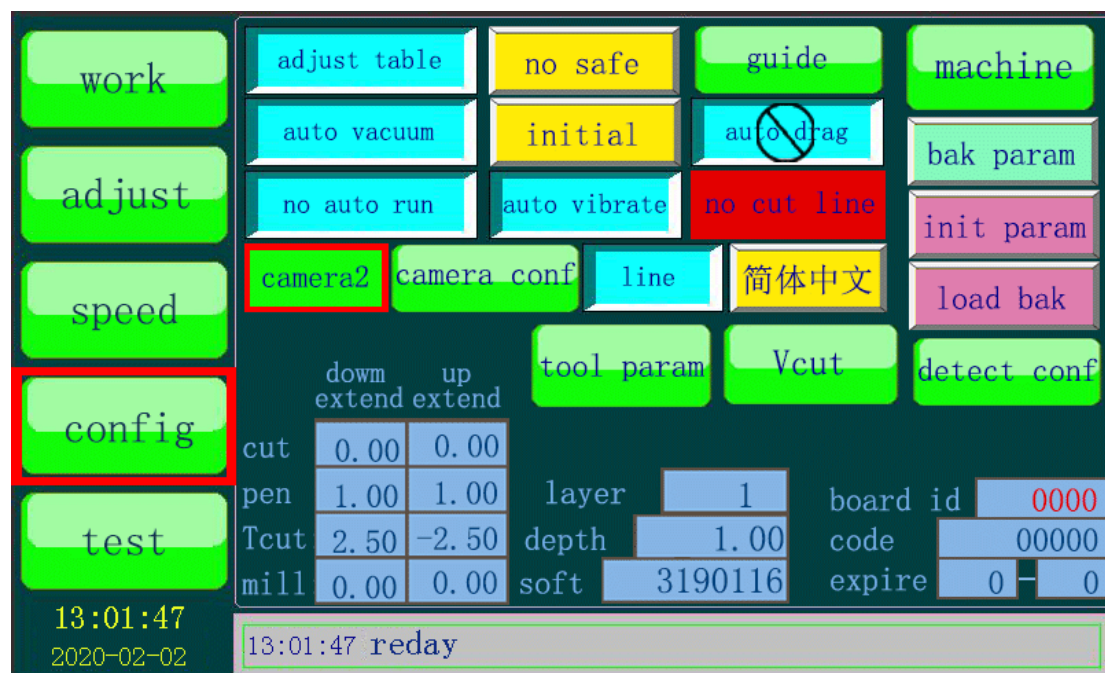 work
adjust
speed
config
test
13:01:47
2020-02-02
adjust table no safe guide machine
auto vacuum initial auto drag bak param
no auto run auto vibrate no cut line init param
camera2 camera conf line 简体中文 load bak
tool param Vcut detect conf
dowm up
extend extend
cut 0.00 0.00
pen 1.00 1.00 layer 1 board id 0000
Tcut 2.50 -2.50 depth 1.00 code 00000
mill 0.00 0.00 soft 3190116 expire 0 - 0
13:01:47 reday